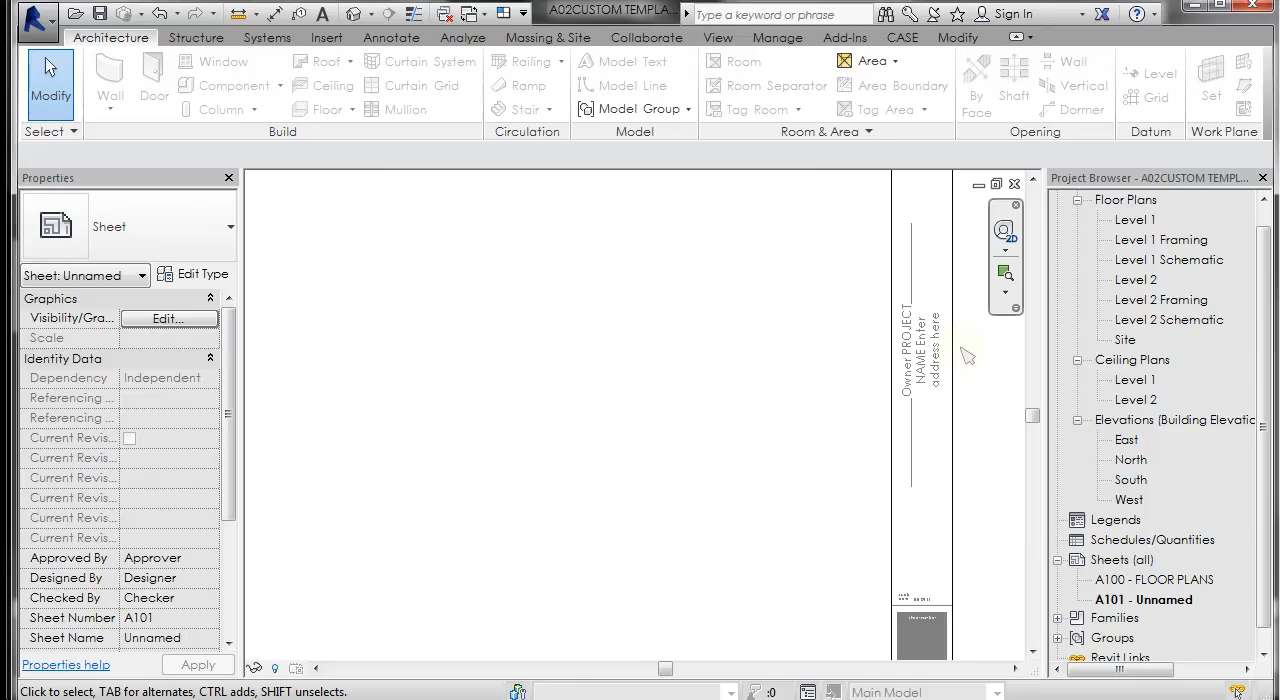 A02CUSTOM TEMPLA...
Type a keyword or phrase
Sign In
Architecture
Structure
Systems
Insert
Annotate
Analyze
Massing & Site
Collaborate
View
Manage
Add-Ins
CASE
Modify
Modify
Wall
Door
Window
Component
Column
Roof
Ceiling
Floor
Curtain System
Curtain Grid
Mullion
Railing
Ramp
Stair
Model Text
Model Line
Model Group
Room
Room Separator
Tag Room
Area
Area Boundary
Tag Area
By
Face
Shaft
Wall
Vertical
Dormer
Level
Grid
Set
Select
Build
Circulation
Model
Room & Area
Opening
Datum
Work Plane
Properties
Sheet
Sheet: Unnamed
Edit Type
Graphics
Visibility/Gra...
Edit...
Scale
Identity Data
Dependency
Independent
Referencing ...
Referencing ...
Current Revis...
Current Revis...
Current Revis...
Current Revis...
Current Revis...
Current Revis...
Approved By
Approver
Designed By
Designer
Checked By
Checker
Sheet Number
A101
Sheet Name
Unnamed
Properties help
Apply
2D
Owner PROJECT
NAME Enter
address here
Project Browser - A02CUSTOM TEMPL...
Floor Plans
Level 1
Level 1 Framing
Level 1 Schematic
Level 2
Level 2 Framing
Level 2 Schematic
Site
Ceiling Plans
Level 1
Level 2
Elevations (Building Elevatio
East
North
South
West
Legends
Schedules/Quantities
Sheets (all)
A100 - FLOOR PLANS
A101 - Unnamed
Families
Groups
Revit Links
Click to select, TAB for alternates, CTRL adds, SHIFT unselects.
:0
Main Model